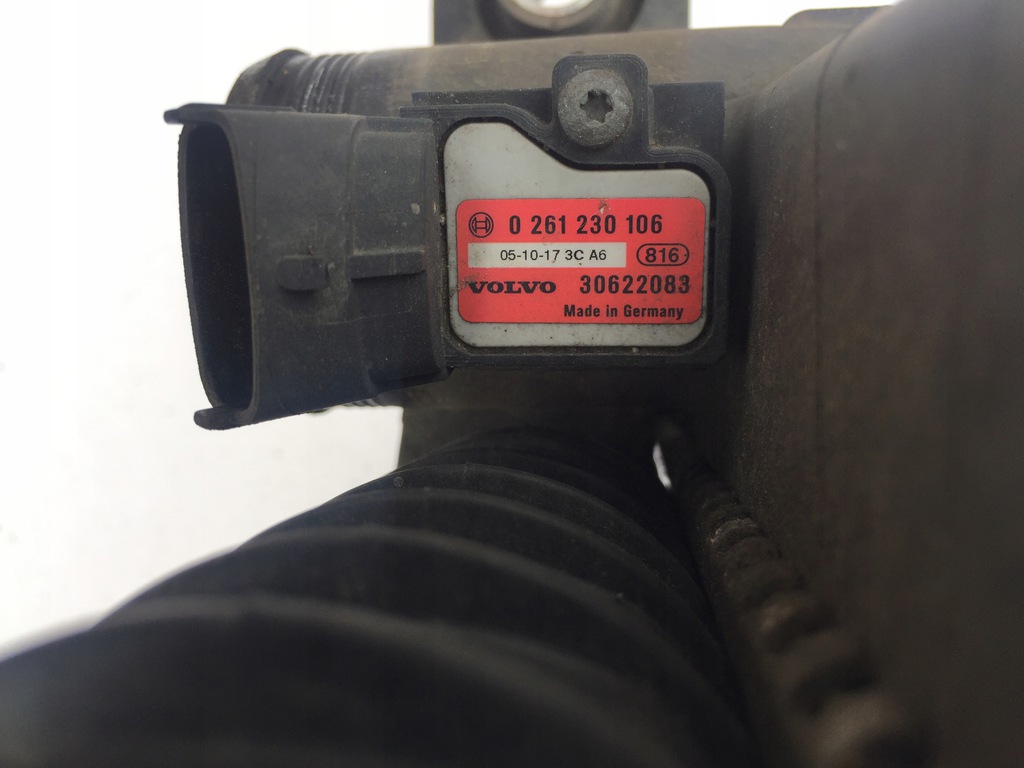 0 261 230 106
05-10-17 3C A6 816
VOLVO 30622083
Made in Germany